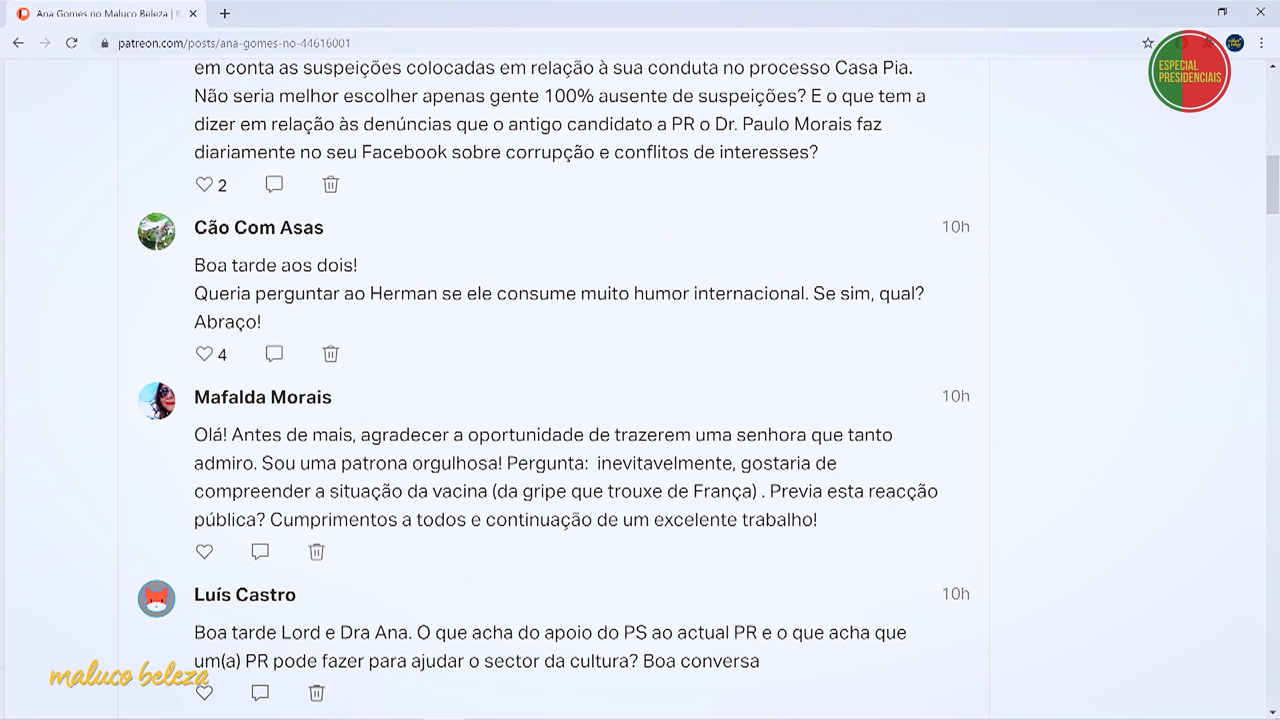 Ana Gomes no Maluco Beleza |
patreon.com/posts/ana-gomes-no-44616001
ESPECIAL
PRESIDENCIAIS
em conta as suspeições colocadas em relação à sua conduta no processo Casa Pia.
Não seria melhor escolher apenas gente 100% ausente de suspeições? E o que tem a
dizer em relação às denúncias que o antigo candidato a PR o Dr. Paulo Morais faz
diariamente no seu Facebook sobre corrupção e conflitos de interesses?
2
Cão Com Asas 10h
Boa tarde aos dois!
Queria perguntar ao Herman se ele consume muito humor internacional. Se sim, qual?
Abraço!
4
Mafalda Morais 10h
Olá! Antes de mais, agradecer a oportunidade de trazerem uma senhora que tanto
admiro. Sou uma patrona orgulhosa! Pergunta: inevitavelmente, gostaria de
compreender a situação da vacina (da gripe que trouxe de França) . Previa esta reacção
pública? Cumprimentos a todos e continuação de um excelente trabalho!
Luís Castro 10h
Boa tarde Lord e Dra Ana. O que acha do apoio do PS ao actual PR e o que acha que
um(a) PR pode fazer para ajudar o sector da cultura? Boa conversa
maluco beleza